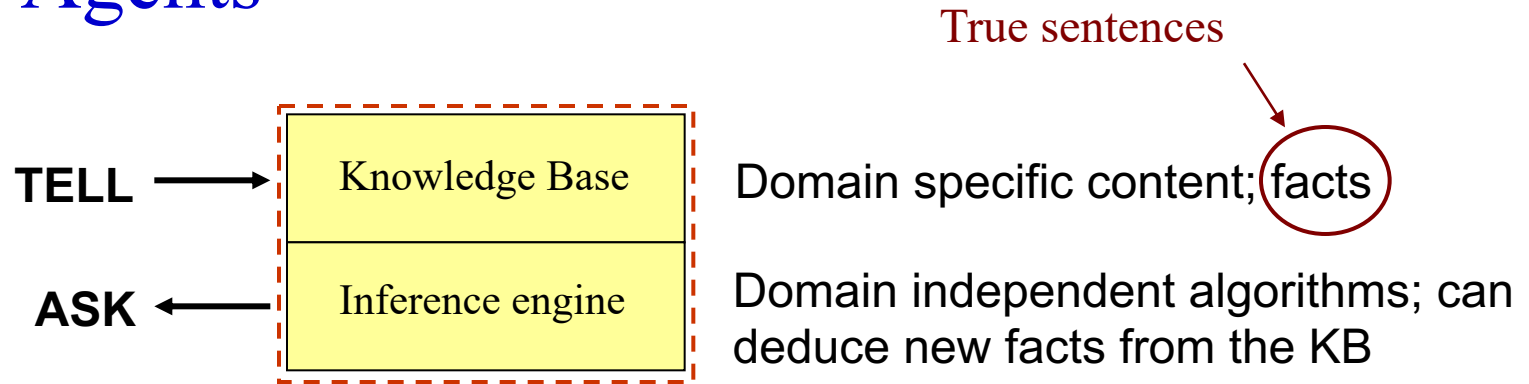 Agents
True sentences
TELL
Knowledge Base
Domain specific content; facts
ASK
Inference engine
Domain independent algorithms; can
deduce new facts from the KB